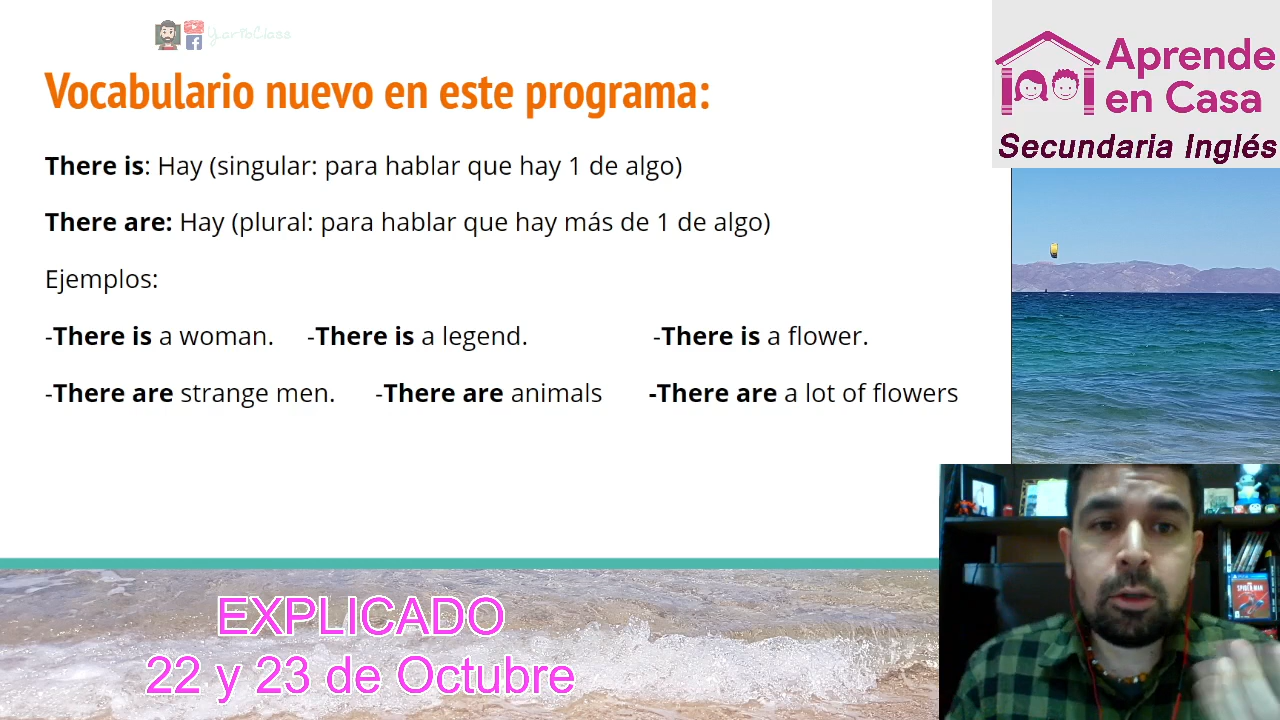 YorThClass
Vocabulario nuevo en este programa:
Aprende
en Casa
Secundaria Inglés
There is: Hay (singular: para hablar que hay 1 de algo)
There are: Hay (plural: para hablar que hay más de 1 de algo)
Ejemplos:
-There is a woman. -There is a legend. -There is a flower.
-There are strange men. -There are animals -There are a lot of flowers
EXPLICADO
22 y 23 de Octubre
SPIDER-MAN